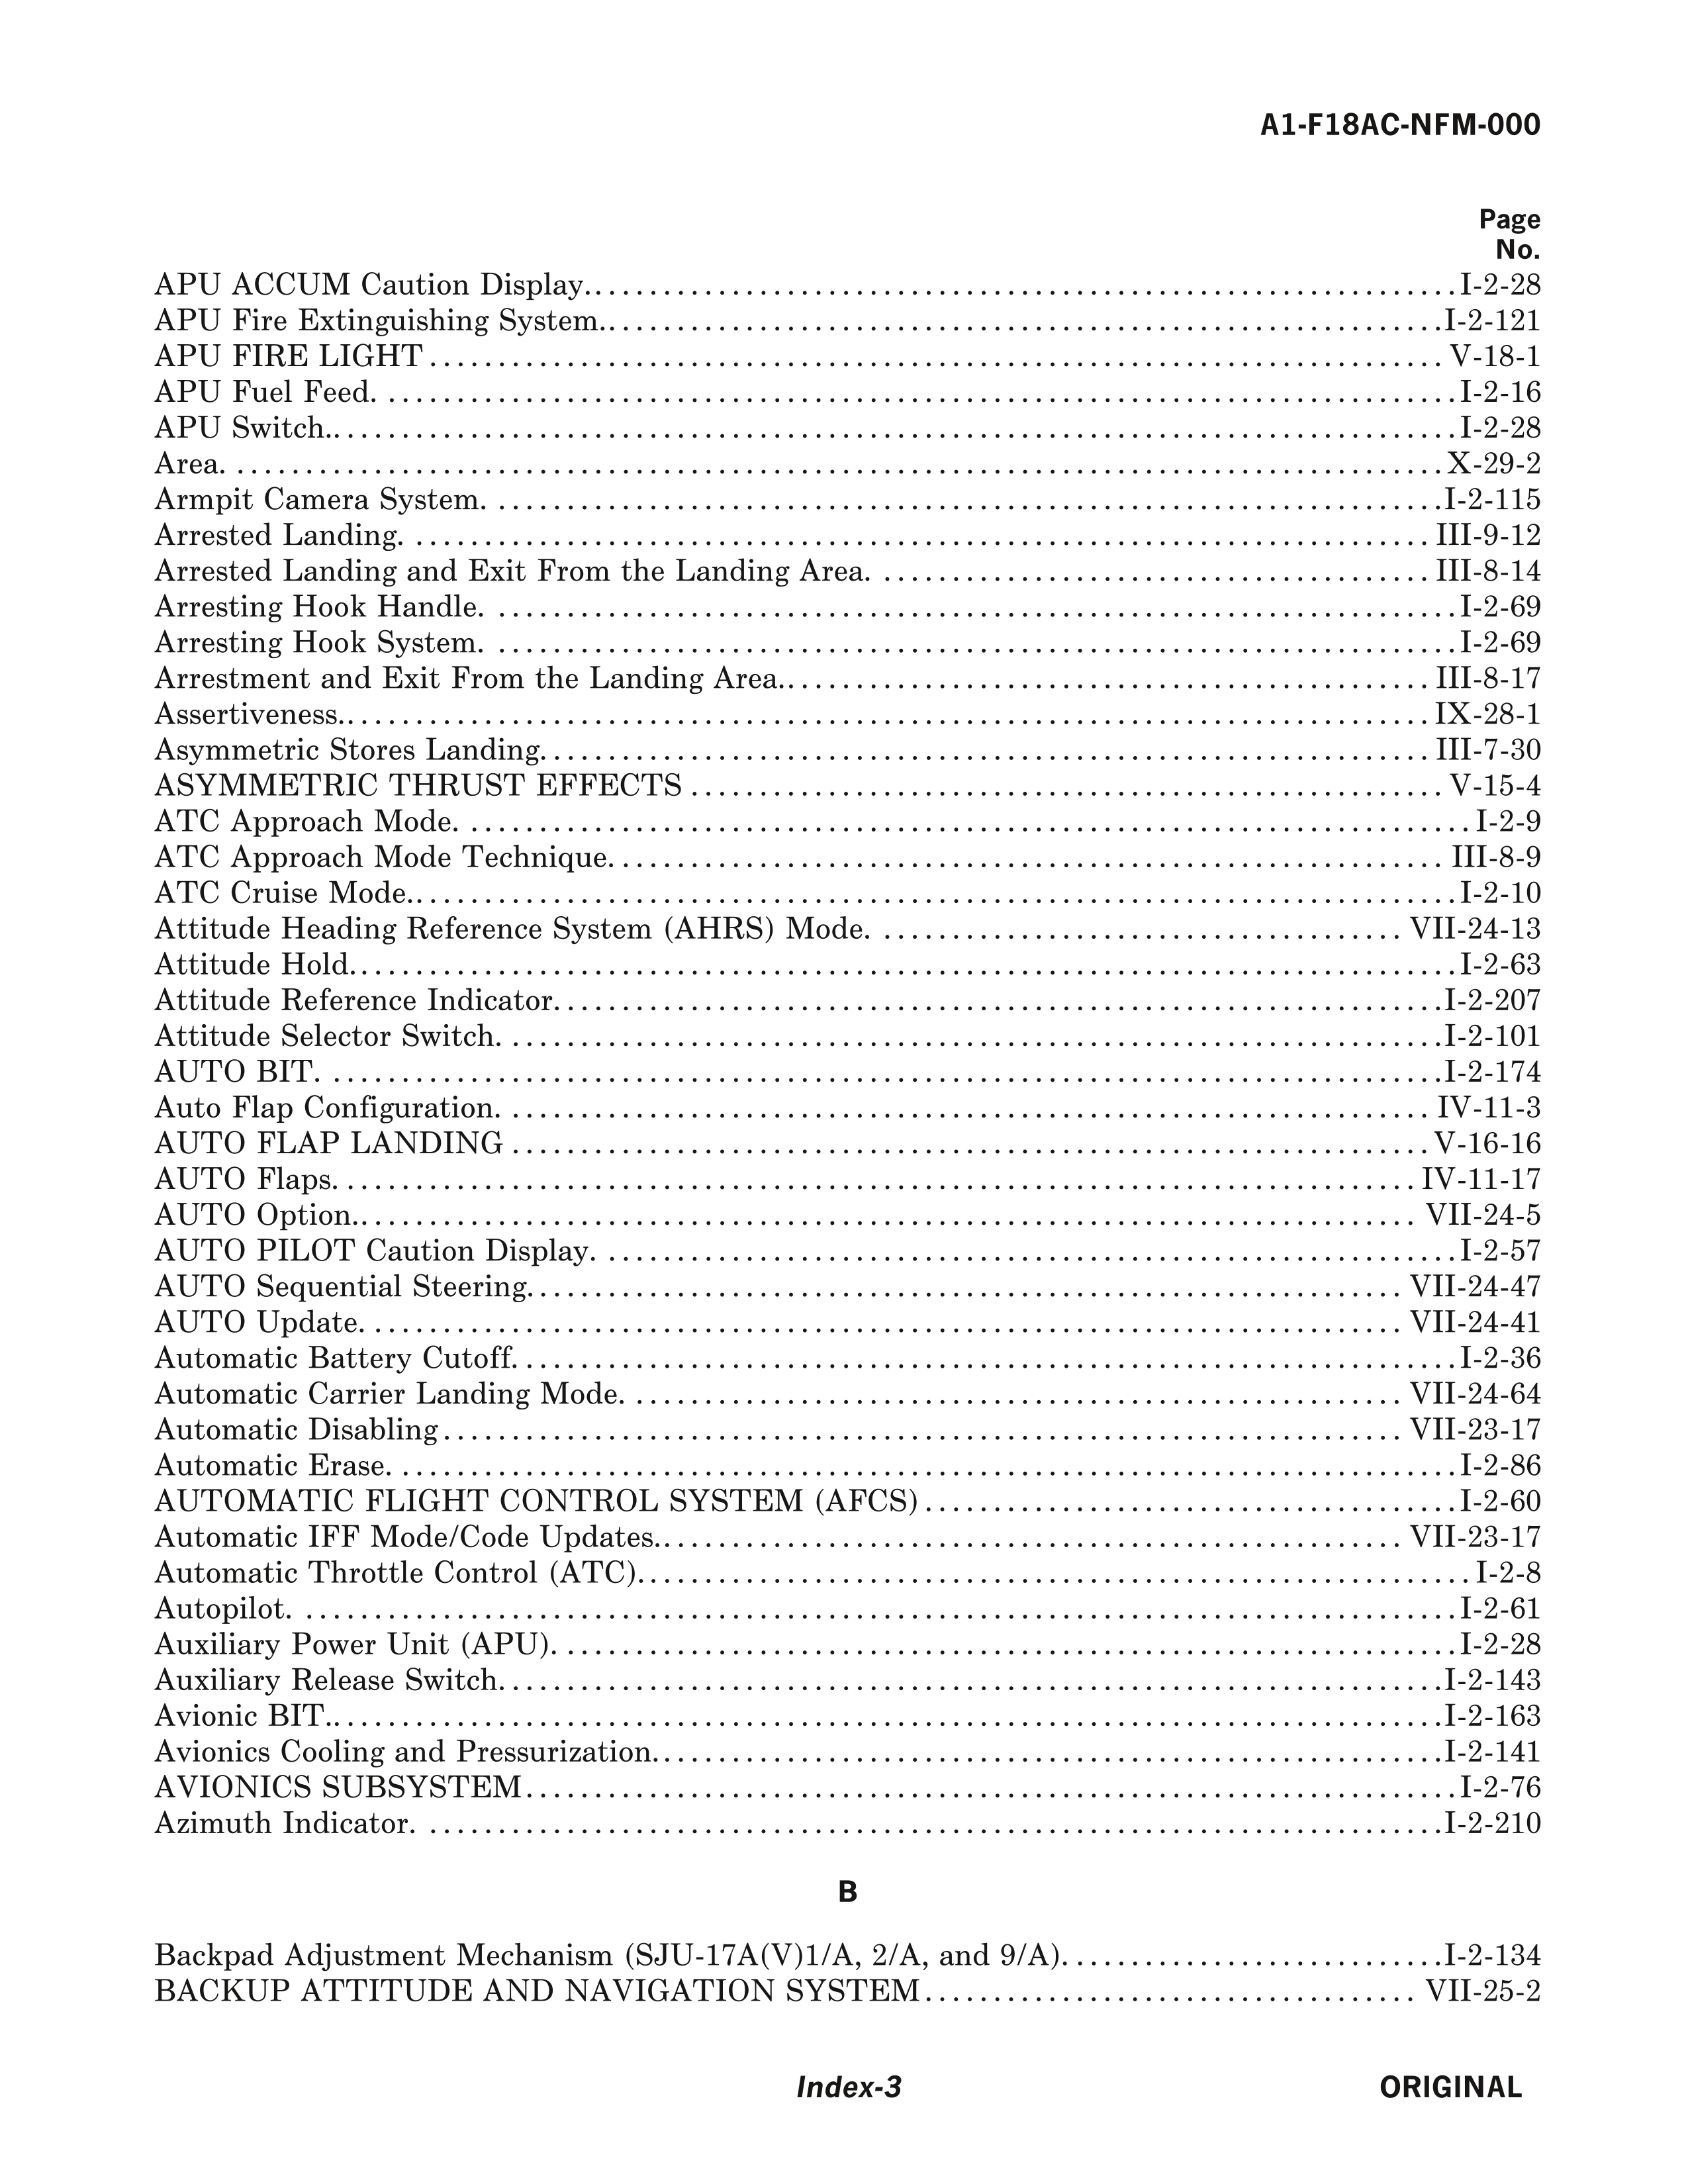 A1-F18AC-NFM-000
Page
No.
APU ACCUM Caution Display. . . . . . . . . . I-2-28
APU Fire Extinguishing System. . . . . . . . . . I-2-121
APU FIRE LIGHT . . . . . . . . . . V-18-1
APU Fuel Feed. . . . . . . . . . I-2-16
APU Switch. . . . . . . . . . I-2-28
Area. . . . . . . . . . X-29-2
Armpit Camera System. . . . . . . . . . I-2-115
Arrested Landing. . . . . . . . . . III-9-12
Arrested Landing and Exit From the Landing Area. . . . . . . . . . III-8-14
Arresting Hook Handle. . . . . . . . . . I-2-69
Arresting Hook System. . . . . . . . . . I-2-69
Arrestment and Exit From the Landing Area. . . . . . . . . . III-8-17
Assertiveness. . . . . . . . . . IX-28-1
Asymmetric Stores Landing. . . . . . . . . . III-7-30
ASYMMETRIC THRUST EFFECTS . . . . . . . . . . V-15-4
ATC Approach Mode. . . . . . . . . . I-2-9
ATC Approach Mode Technique. . . . . . . . . . III-8-9
ATC Cruise Mode. . . . . . . . . . I-2-10
Attitude Heading Reference System (AHRS) Mode. . . . . . . . . . VII-24-13
Attitude Hold. . . . . . . . . . I-2-63
Attitude Reference Indicator. . . . . . . . . . I-2-207
Attitude Selector Switch. . . . . . . . . . I-2-101
AUTO BIT. . . . . . . . . . I-2-174
Auto Flap Configuration. . . . . . . . . . IV-11-3
AUTO FLAP LANDING . . . . . . . . . . V-16-16
AUTO Flaps. . . . . . . . . . IV-11-17
AUTO Option. . . . . . . . . . VII-24-5
AUTO PILOT Caution Display. . . . . . . . . . I-2-57
AUTO Sequential Steering. . . . . . . . . . VII-24-47
AUTO Update. . . . . . . . . . VII-24-41
Automatic Battery Cutoff. . . . . . . . . . I-2-36
Automatic Carrier Landing Mode. . . . . . . . . . VII-24-64
Automatic Disabling . . . . . . . . . . VII-23-17
Automatic Erase. . . . . . . . . . I-2-86
AUTOMATIC FLIGHT CONTROL SYSTEM (AFCS) . . . . . . . . . . I-2-60
Automatic IFF Mode/Code Updates. . . . . . . . . . VII-23-17
Automatic Throttle Control (ATC). . . . . . . . . . I-2-8
Autopilot. . . . . . . . . . I-2-61
Auxiliary Power Unit (APU). . . . . . . . . . I-2-28
Auxiliary Release Switch. . . . . . . . . . I-2-143
Avionic BIT. . . . . . . . . . I-2-163
Avionics Cooling and Pressurization. . . . . . . . . . I-2-141
AVIONICS SUBSYSTEM . . . . . . . . . . I-2-76
Azimuth Indicator. . . . . . . . . . I-2-210
B
Backpad Adjustment Mechanism (SJU-17A(V)1/A, 2/A, and 9/A). . . . . . . . . . I-2-134
BACKUP ATTITUDE AND NAVIGATION SYSTEM . . . . . . . . . . VII-25-2
Index-3 ORIGINAL